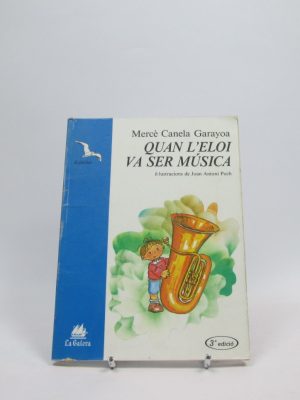 Mercè Canela Garayoa
QUAN L'ELOI
VA SER MÚSICA
il·lustracions de Joan Antoni Poch
La Galera
3ª edició